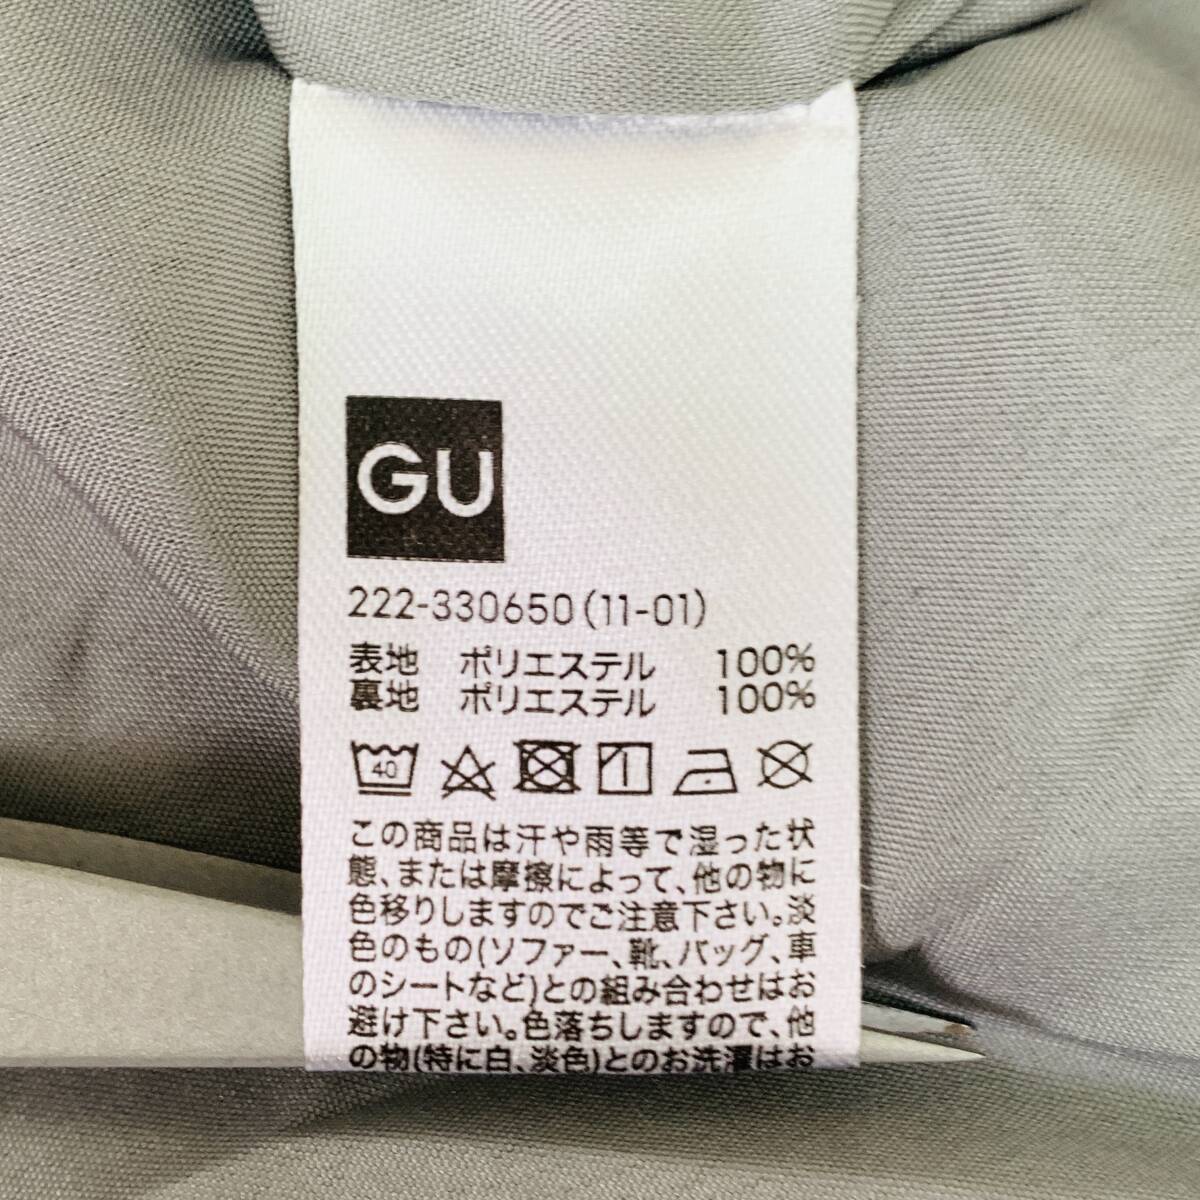 GU
222-330650(11-01)
表地 ポリエステル 100%
裏地 ポリエステル 100%
40
この商品は汗や雨等で湿った状
態、または摩擦によって、他の物に
色移りしますのでご注意下さい。淡
色のもの(ソファー、靴、バッグ、車
のシートなど)との組み合わせはお
避け下さい。色落ちしますので、他
の物(特に白、淡色)とのお洗濯はお